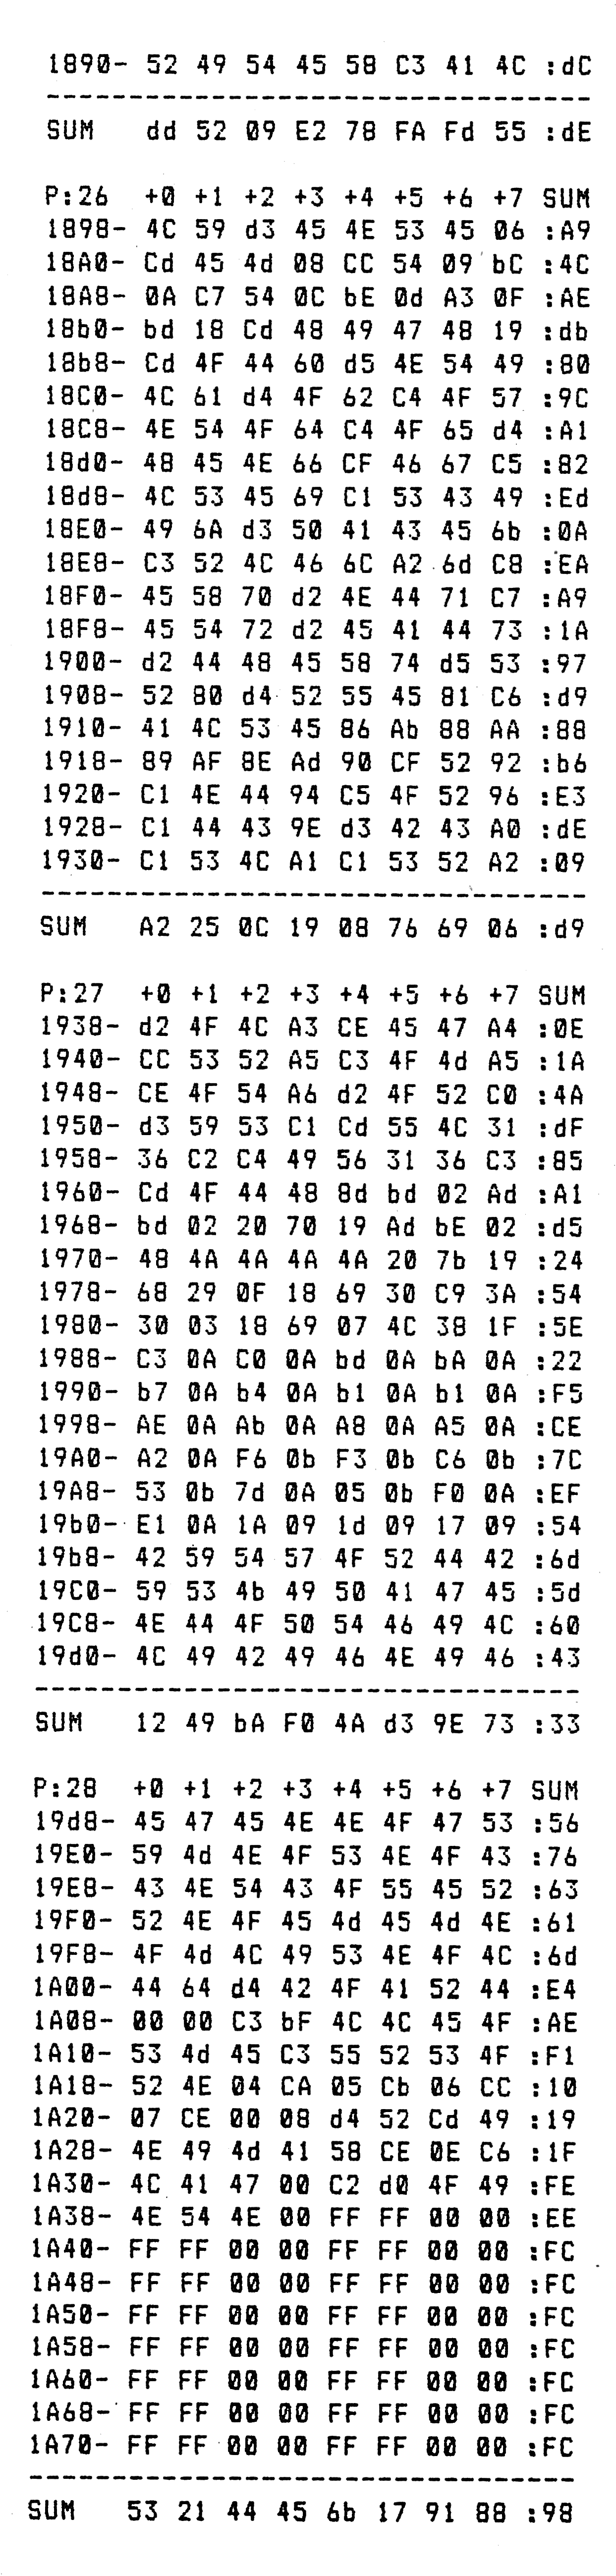 1890- 52 49 54 45 58 C3 41 4C :dC
---------------------------------
SUM dd 52 09 E2 78 FA Fd 55 :dE
P:26 +0 +1 +2 +3 +4 +5 +6 +7 SUM
1898- 4C 59 d3 45 4E 53 45 06 :A9
18A0- Cd 45 4d 08 CC 54 09 bC :4C
18A8- 0A C7 54 0C bE 0d A3 0F :AE
18b0- bd 18 Cd 48 49 47 48 19 :db
18b8- Cd 4F 44 60 d5 4E 54 49 :80
18C0- 4C 61 d4 4F 62 C4 4F 57 :9C
18C8- 4E 54 4F 64 C4 4F 65 d4 :A1
18d0- 48 45 4E 66 CF 46 67 C5 :82
18d8- 4C 53 45 69 C1 53 43 49 :Ed
18E0- 49 6A d3 50 41 43 45 6b :0A
18E8- C3 52 4C 46 6C A2 6d C8 :EA
18F0- 45 58 70 d2 4E 44 71 C7 :A9
18F8- 45 54 72 d2 45 41 44 73 :1A
1900- d2 44 48 45 58 74 d5 53 :97
1908- 52 80 d4 52 55 45 81 C6 :d9
1910- 41 4C 53 45 86 Ab 88 AA :88
1918- 89 AF 8E Ad 90 CF 52 92 :b6
1920- C1 4E 44 94 C5 4F 52 96 :E3
1928- C1 44 43 9E d3 42 43 A0 :dE
1930- C1 53 4C A1 C1 53 52 A2 :09
---------------------------------
SUM A2 25 0C 19 08 76 69 06 :d9
P:27 +0 +1 +2 +3 +4 +5 +6 +7 SUM
1938- d2 4F 4C A3 CE 45 47 A4 :0E
1940- CC 53 52 A5 C3 4F 4d A5 :1A
1948- CE 4F 54 A6 d2 4F 52 C0 :4A
1950- d3 59 53 C1 Cd 55 4C 31 :dF
1958- 36 C2 C4 49 56 31 36 C3 :85
1960- Cd 4F 44 48 8d bd 02 Ad :A1
1968- bd 02 20 70 19 Ad bE 02 :d5
1970- 48 4A 4A 4A 4A 20 7b 19 :24
1978- 68 29 0F 18 69 30 C9 3A :54
1980- 30 03 18 69 07 4C 38 1F :5E
1988- C3 0A C0 0A bd 0A bA 0A :22
1990- b7 0A b4 0A b1 0A b1 0A :F5
1998- AE 0A Ab 0A A8 0A A5 0A :CE
19A0- A2 0A F6 0b F3 0b C6 0b :7C
19A8- 53 0b 7d 0A 05 0b F0 0A :EF
19b0- E1 0A 1A 09 1d 09 17 09 :54
19b8- 42 59 54 57 4F 52 44 42 :6d
19C0- 59 53 4b 49 50 41 47 45 :5d
19C8- 4E 44 4F 50 54 46 49 4C :60
19d0- 4C 49 42 49 46 4E 49 46 :43
---------------------------------
SUM 12 49 bA F0 4A d3 9E 73 :33
P:28 +0 +1 +2 +3 +4 +5 +6 +7 SUM
19d8- 45 47 45 4E 4E 4F 47 53 :56
19E0- 59 4d 4E 4F 53 4E 4F 43 :76
19E8- 43 4E 54 43 4F 55 45 52 :63
19F0- 52 4E 4F 45 4d 45 4d 4E :61
19F8- 4F 4d 4C 49 53 4E 4F 4C :6d
1A00- 44 64 d4 42 4F 41 52 44 :E4
1A08- 00 00 C3 bF 4C 4C 45 4F :AE
1A10- 53 4d 45 C3 55 52 53 4F :F1
1A18- 52 4E 04 CA 05 Cb 06 CC :10
1A20- 07 CE 00 08 d4 52 Cd 49 :19
1A28- 4E 49 4d 41 58 CE 0E C6 :1F
1A30- 4C 41 47 00 C2 d0 4F 49 :FE
1A38- 4E 54 4E 00 FF FF 00 00 :EE
1A40- FF FF 00 00 FF FF 00 00 :FC
1A48- FF FF 00 00 FF FF 00 00 :FC
1A50- FF FF 00 00 FF FF 00 00 :FC
1A58- FF FF 00 00 FF FF 00 00 :FC
1A60- FF FF 00 00 FF FF 00 00 :FC
1A68- FF FF 00 00 FF FF 00 00 :FC
1A70- FF FF 00 00 FF FF 00 00 :FC
---------------------------------
SUM 53 21 44 45 6b 17 91 88 :98